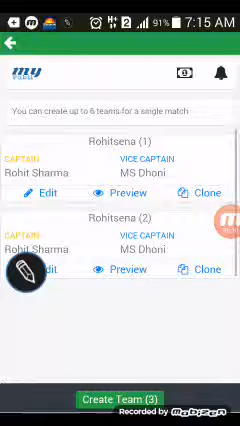 91% 7:15 AM
my
You can create up to 6 teams for a single match
Rohitsena (1)
CAPTAIN VICE CAPTAIN
Rohit Sharma MS Dhoni
Edit Preview Clone
Rohitsena (2)
CAPTAIN VICE CAPTAIN
Rohit Sharma MS Dhoni
dit Preview Clone
Create Team (3)
Recorded by MOBIZEN